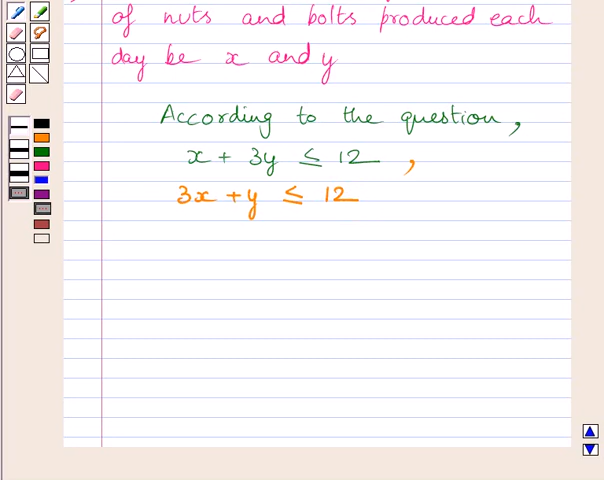 of nuts and bolts produced each
day be x and y
According to the question,
x + 3y ≤ 12,
3x + y ≤ 12